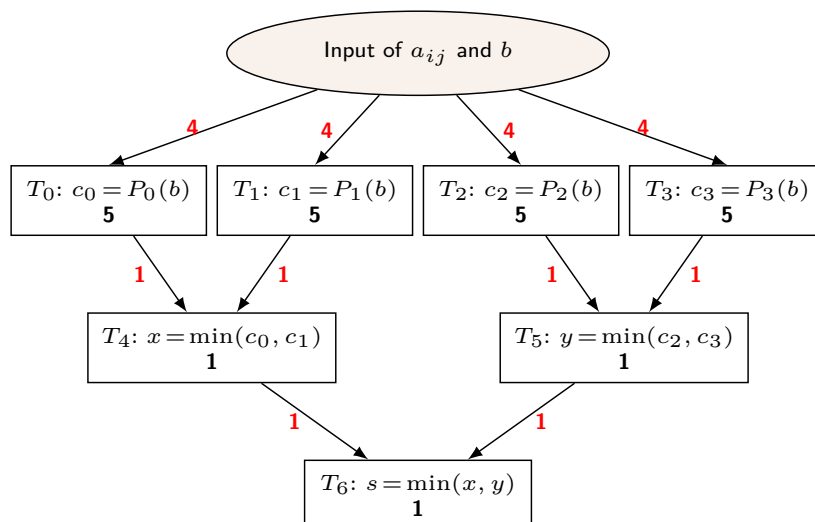 Input of a_{ij} and b
4 4 4 4
T_0: c_0 = P_0(b)
5
T_1: c_1 = P_1(b)
5
T_2: c_2 = P_2(b)
5
T_3: c_3 = P_3(b)
5
1 1 1 1
T_4: x = min(c_0, c_1)
1
T_5: y = min(c_2, c_3)
1
1 1
T_6: s = min(x, y)
1